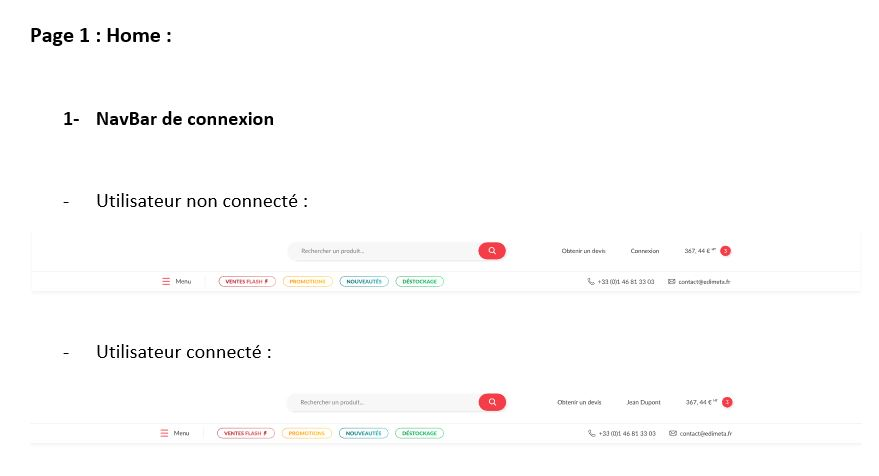 Page 1 : Home :
1- NavBar de connexion
- Utilisateur non connecté :
Rechercher un produit... Obtenir un devis Connexion 367, 44 € 3
Menu VENTES FLASH PROMOTIONS NOUVEAUTÉS DÉSTOCKAGE +33 (0)1 46 81 33 03 contact@edimeta.fr
- Utilisateur connecté :
Rechercher un produit... Obtenir un devis Jean Dupont 367, 44 € 3
Menu VENTES FLASH PROMOTIONS NOUVEAUTÉS DÉSTOCKAGE +33 (0)1 46 81 33 03 contact@edimeta.fr